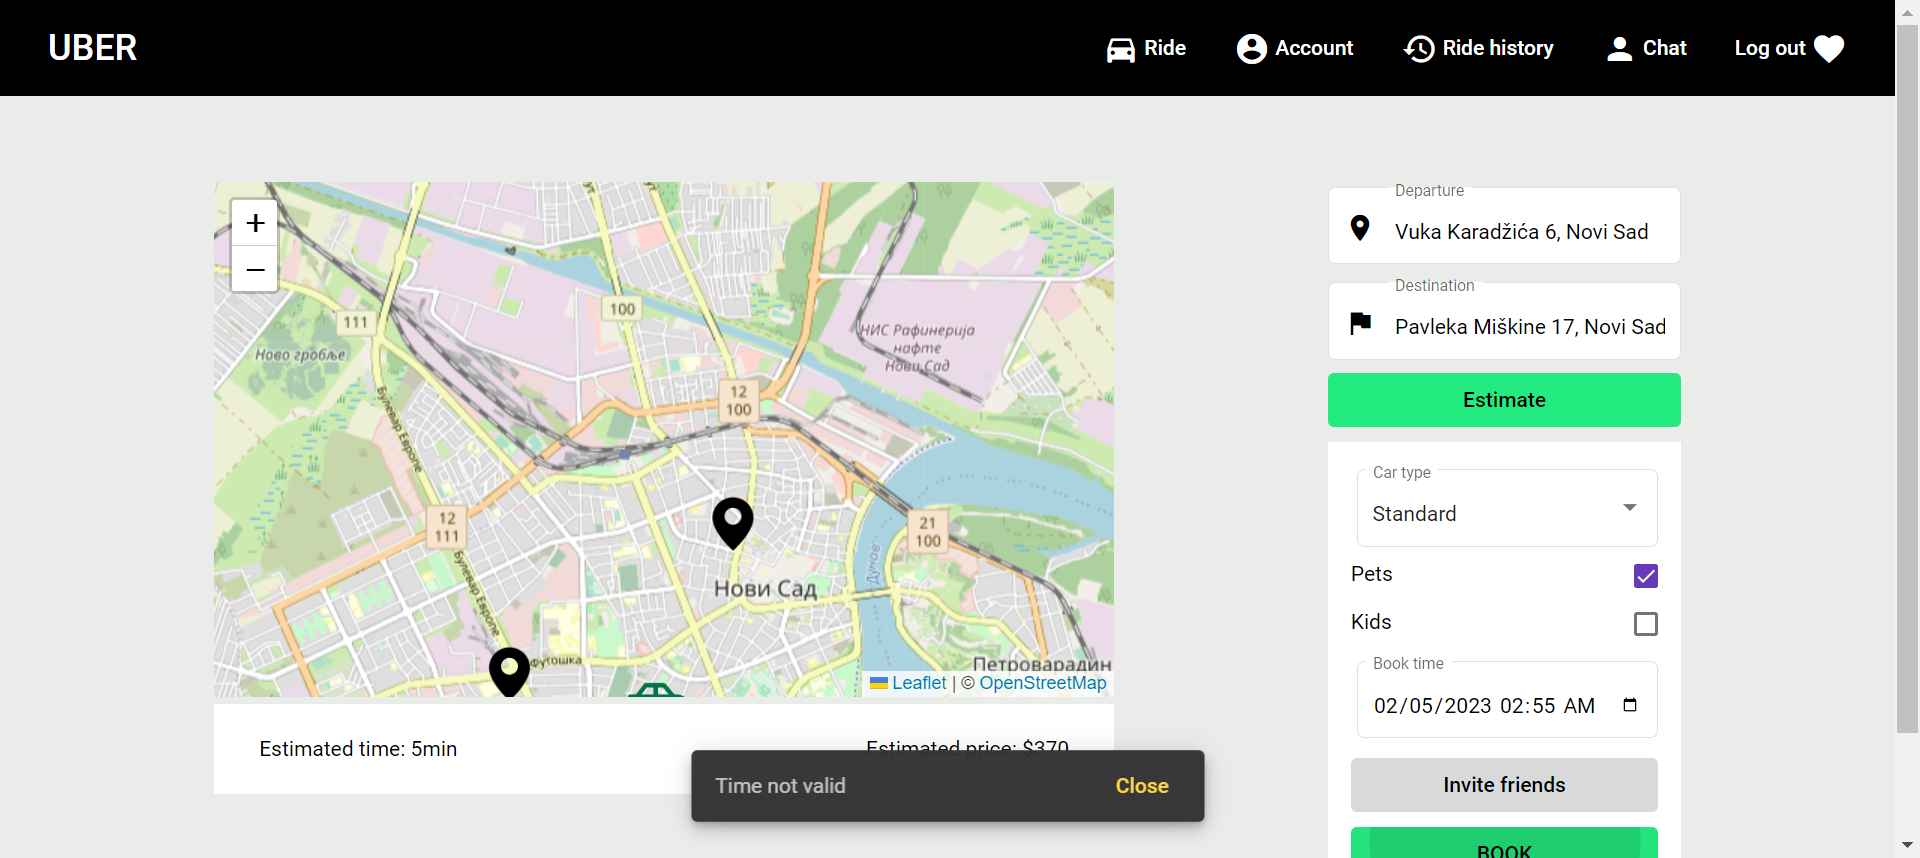 UBER
Ride
Account
Ride history
Chat
Log out
+
−
111
100
Ново гробље
НИС Рафинерија
нафте
Нови Сад
12
100
Булевар Европе
12
111
21
100
Дунав
Булевар Европе
Нови Сад
Футошка
Петроварадин
Leaflet | © OpenStreetMap
Estimated time: 5min
Estimated price: $370
Time not valid
Close
Departure
Vuka Karadžića 6, Novi Sad
Destination
Pavleka Miškine 17, Novi Sad
Estimate
Car type
Standard
Pets
Kids
Book time
02/05/2023 02:55 AM
Invite friends
BOOK